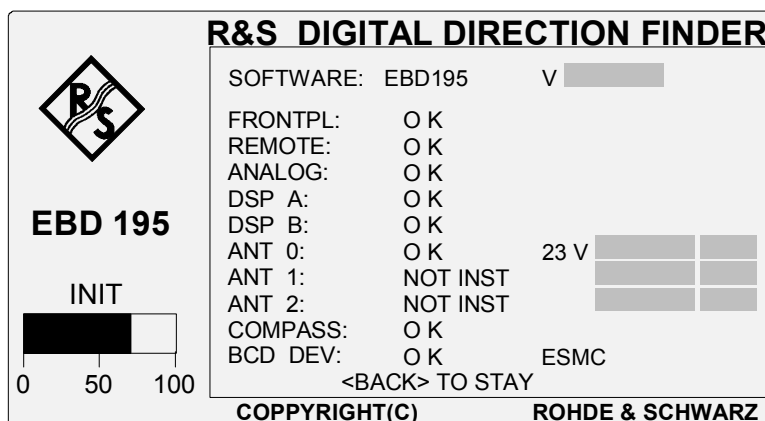 R&S DIGITAL DIRECTION FINDER
R
S
EBD 195
INIT
0 50 100
SOFTWARE: EBD195 V
FRONTPL: O K
REMOTE: O K
ANALOG: O K
DSP A: O K
DSP B: O K
ANT 0: O K 23 V
ANT 1: NOT INST
ANT 2: NOT INST
COMPASS: O K
BCD DEV: O K ESMC
<BACK> TO STAY
COPPYRIGHT(C) ROHDE & SCHWARZ